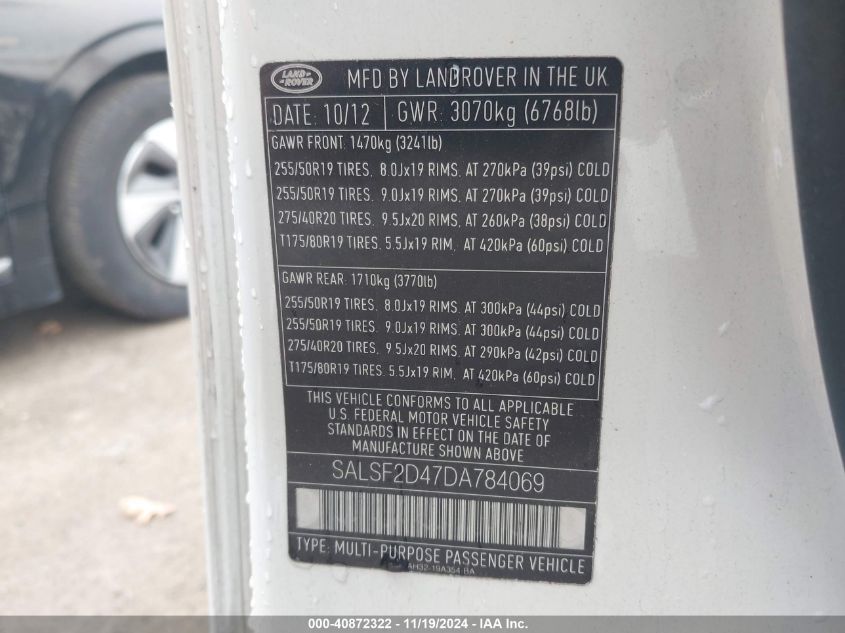 LAND ROVER
MFD BY LANDROVER IN THE UK
DATE: 10/12 GWR: 3070kg (6768lb)
GAWR FRONT: 1470kg (3241lb)
255/50R19 TIRES, 8.0Jx19 RIMS, AT 270kPa (39psi) COLD
255/50R19 TIRES, 9.0Jx19 RIMS, AT 270kPa (39psi) COLD
275/40R20 TIRES, 9.5Jx20 RIMS, AT 260kPa (38psi) COLD
T175/80R19 TIRES, 5.5Jx19 RIM, AT 420kPa (60psi) COLD
GAWR REAR: 1710kg (3770lb)
255/50R19 TIRES, 8.0Jx19 RIMS, AT 300kPa (44psi) COLD
255/50R19 TIRES, 9.0Jx19 RIMS, AT 300kPa (44psi) COLD
275/40R20 TIRES, 9.5Jx20 RIMS, AT 290kPa (42psi) COLD
T175/80R19 TIRES, 5.5Jx19 RIM, AT 420kPa (60psi) COLD
THIS VEHICLE CONFORMS TO ALL APPLICABLE
U.S. FEDERAL MOTOR VEHICLE SAFETY
STANDARDS IN EFFECT ON THE DATE OF
MANUFACTURE SHOWN ABOVE
SALSF2D47DA784069
TYPE: MULTI-PURPOSE PASSENGER VEHICLE
AH32-19A354 BA
000-40872322 - 11/19/2024 - IAA Inc.